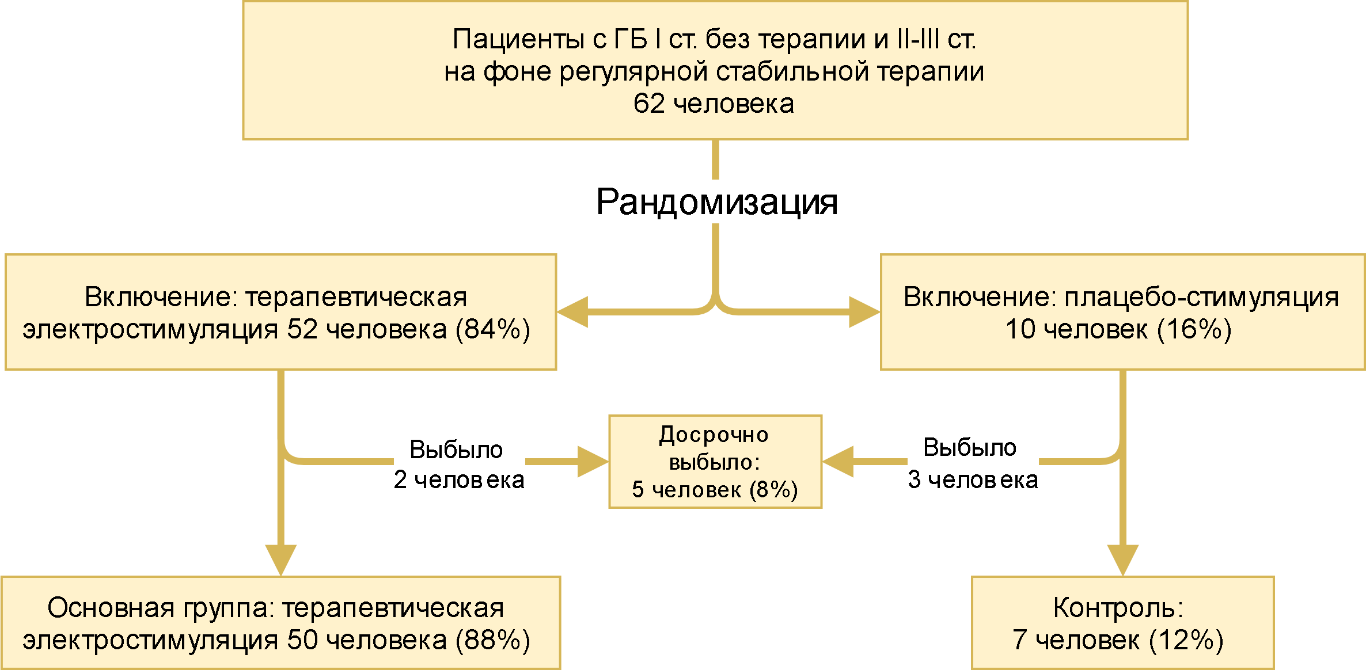 Пациенты с ГБ I ст. без терапии и II-III ст.
на фоне регулярной стабильной терапии
62 человека
Рандомизация
Включение: терапевтическая
электростимуляция 52 человека (84%)
Включение: плацебо-стимуляция
10 человек (16%)
Выбыло
2 человека
Досрочно
выбыло:
5 человек (8%)
Выбыло
3 человека
Основная группа: терапевтическая
электростимуляция 50 человека (88%)
Контроль:
7 человек (12%)